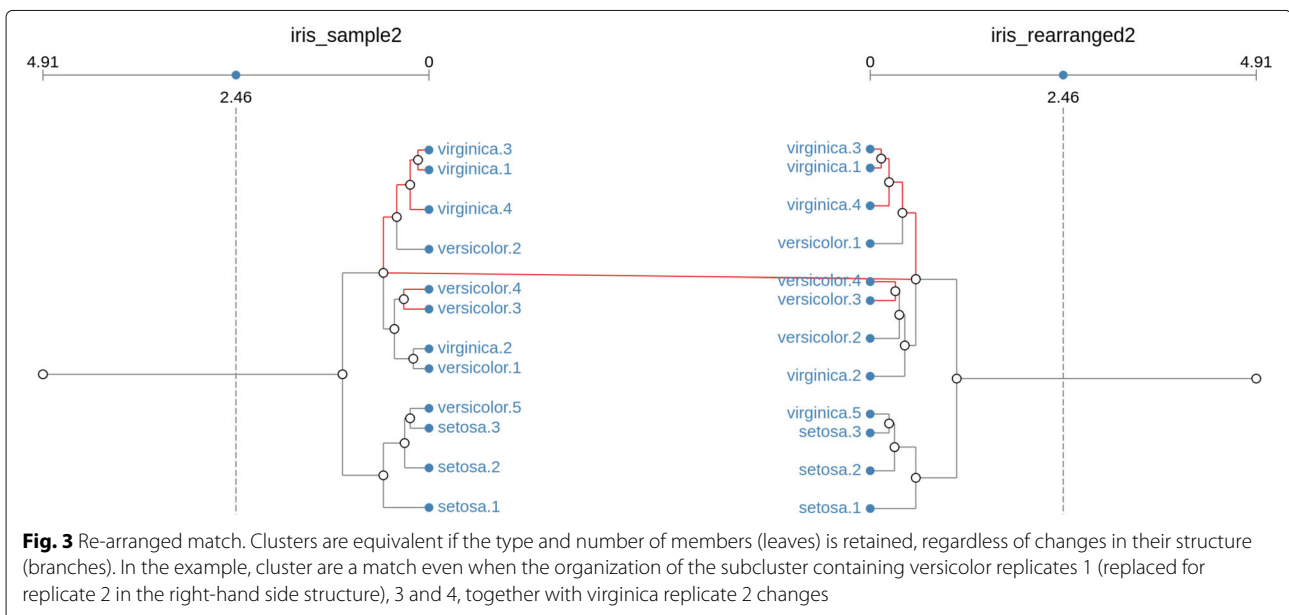 iris_sample2 iris_rearranged2
4.91 0 0 4.91
2.46 2.46
virginica.3 virginica.3
virginica.1 virginica.1
virginica.4 virginica.4
versicolor.2 versicolor.1
versicolor.4 versicolor.4
versicolor.3 versicolor.3
virginica.2 versicolor.2
versicolor.1 virginica.2
versicolor.5 virginica.5
setosa.3 setosa.3
setosa.2 setosa.2
setosa.1 setosa.1
Fig. 3 Re-arranged match. Clusters are equivalent if the type and number of members (leaves) is retained, regardless of changes in their structure
(branches). In the example, cluster are a match even when the organization of the subcluster containing versicolor replicates 1 (replaced for
replicate 2 in the right-hand side structure), 3 and 4, together with virginica replicate 2 changes